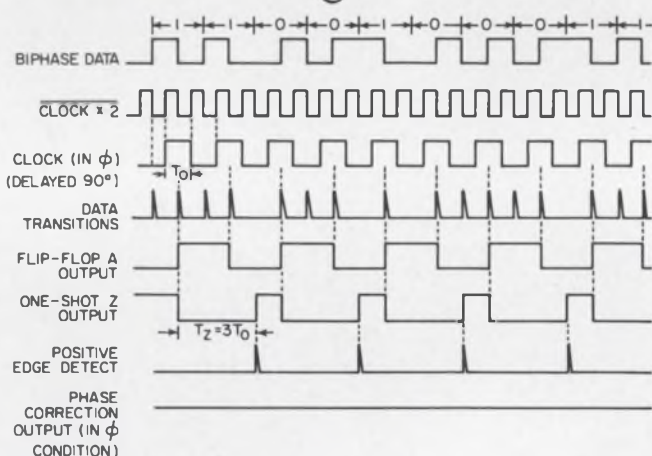 1 1 0 0 1 0 0 0 1 1
BIPHASE DATA
CLOCK x 2
CLOCK (IN ϕ)
(DELAYED 90°)
T0
DATA
TRANSITIONS
FLIP-FLOP A
OUTPUT
ONE-SHOT Z
OUTPUT
TZ=3T0
POSITIVE
EDGE DETECT
PHASE
CORRECTION
OUTPUT (IN ϕ
CONDITION)